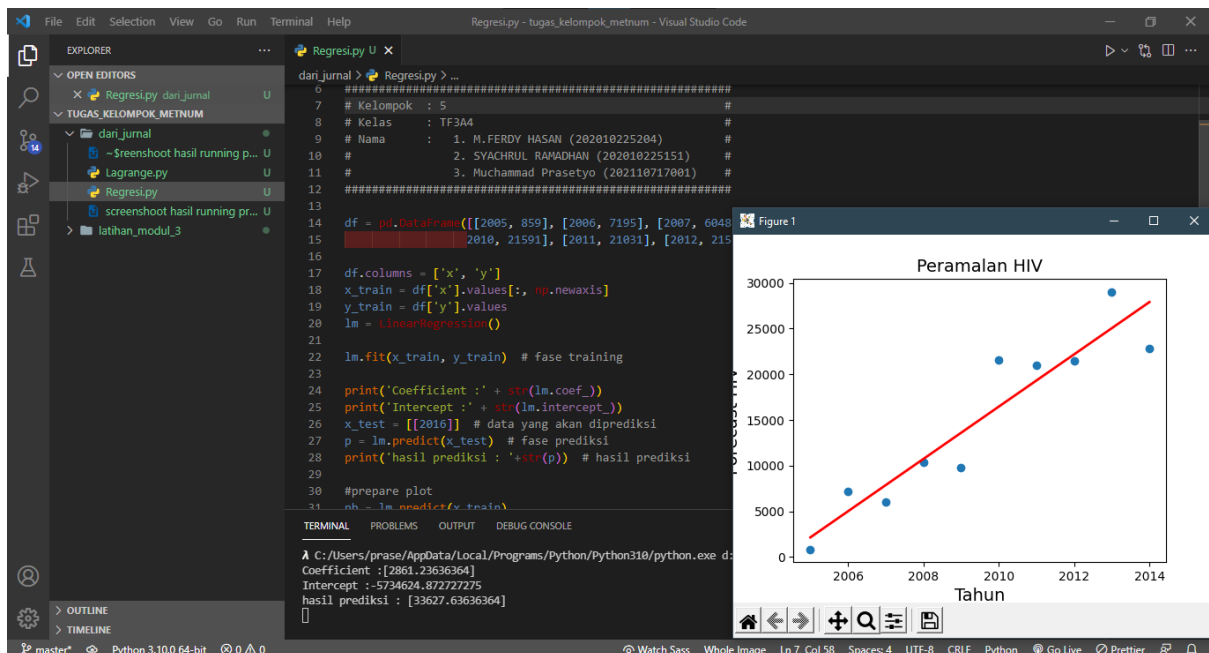 File Edit Selection View Go Run Terminal Help Regresi.py - tugas_kelompok_metnum - Visual Studio Code
EXPLORER
OPEN EDITORS
Regresi.py dari_jurnal U
TUGAS_KELOMPOK_METNUM
dari_jurnal
~$reenshoot hasil running p... U
Lagrange.py U
Regresi.py U
screenshoot hasil running pr... U
latihan_modul_3
14
OUTLINE
TIMELINE
Regresi.py U
dari_jurnal > Regresi.py > ...
6 #########################################################
7 # Kelompok : 5 #
8 # Kelas : TF3A4 #
9 # Nama : 1. M.FERDY HASAN (202010225204) #
10 # 2. SYACHRUL RAMADHAN (202010225151) #
11 # 3. Muchammad Prasetyo (202110717001) #
12 #########################################################
13
14 df = pd.DataFrame([[2005, 859], [2006, 7195], [2007, 6048
15 2010, 21591], [2011, 21031], [2012, 215
16
17 df.columns = ['x', 'y']
18 x_train = df['x'].values[:, np.newaxis]
19 y_train = df['y'].values
20 lm = LinearRegression()
21
22 lm.fit(x_train, y_train) # fase training
23
24 print('Coefficient :' + str(lm.coef_))
25 print('Intercept :' + str(lm.intercept_))
26 x_test = [[2016]] # data yang akan diprediksi
27 p = lm.predict(x_test) # fase prediksi
28 print('hasil prediksi : '+str(p)) # hasil prediksi
29
30 #prepare plot
31 pb = lm.predict(x_train)
TERMINAL PROBLEMS OUTPUT DEBUG CONSOLE
λ C:/Users/prase/AppData/Local/Programs/Python/Python310/python.exe d:
Coefficient :[2861.23636364]
Intercept :-5734624.872727275
hasil prediksi : [33627.63636364]
Figure 1
Peramalan HIV
30000
25000
20000
15000
10000
5000
0
Forecast HIV
2006 2008 2010 2012 2014
Tahun
master* Python 3.10.0 64-bit 0 0 Watch Sass Whole Image Ln 7, Col 58 Spaces: 4 UTF-8 CRLF Python Go Live Prettier